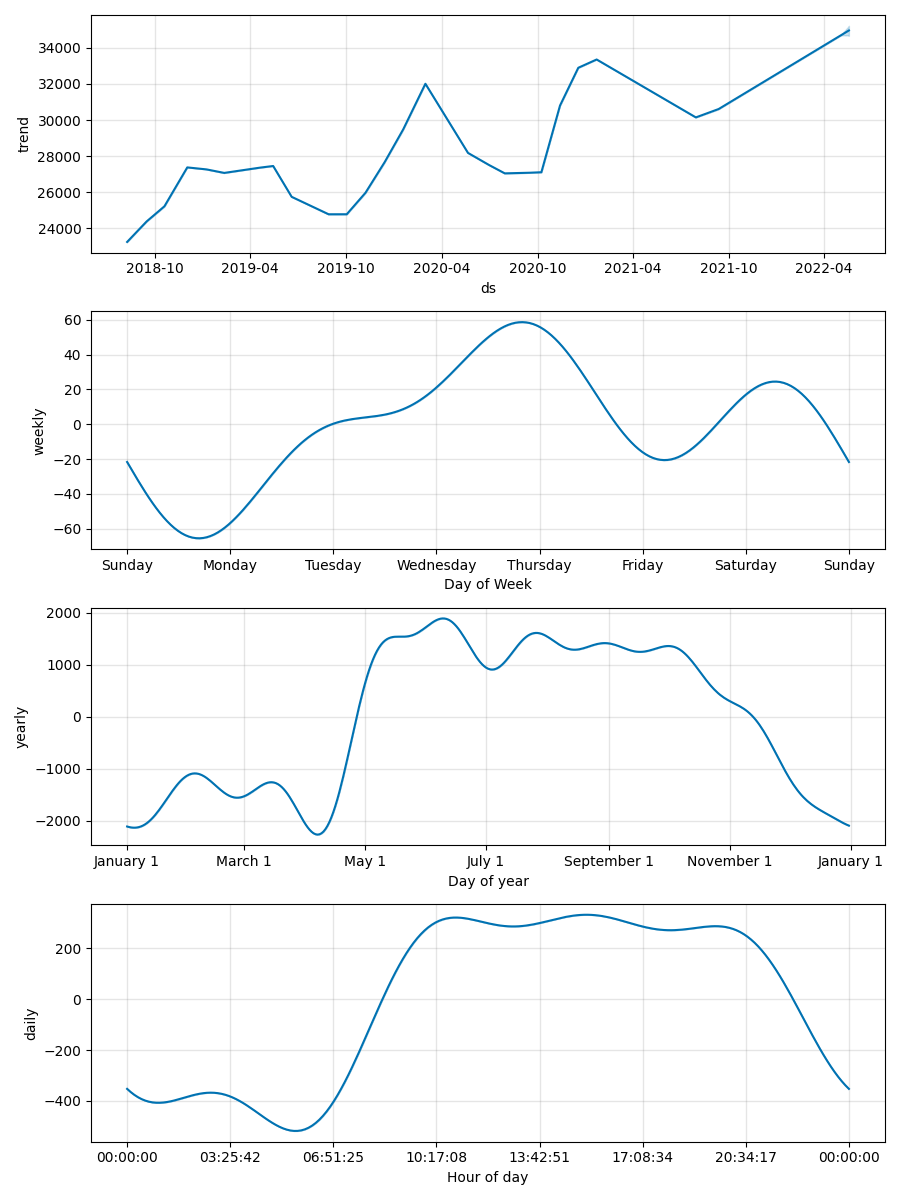 34000
32000
30000
28000
26000
24000
trend
2018-10 2019-04 2019-10 2020-04 2020-10 2021-04 2021-10 2022-04
ds
60
40
20
0
−20
−40
−60
weekly
Sunday Monday Tuesday Wednesday Thursday Friday Saturday Sunday
Day of Week
2000
1000
0
−1000
−2000
yearly
January 1 March 1 May 1 July 1 September 1 November 1 January 1
Day of year
200
0
−200
−400
daily
00:00:00 03:25:42 06:51:25 10:17:08 13:42:51 17:08:34 20:34:17 00:00:00
Hour of day